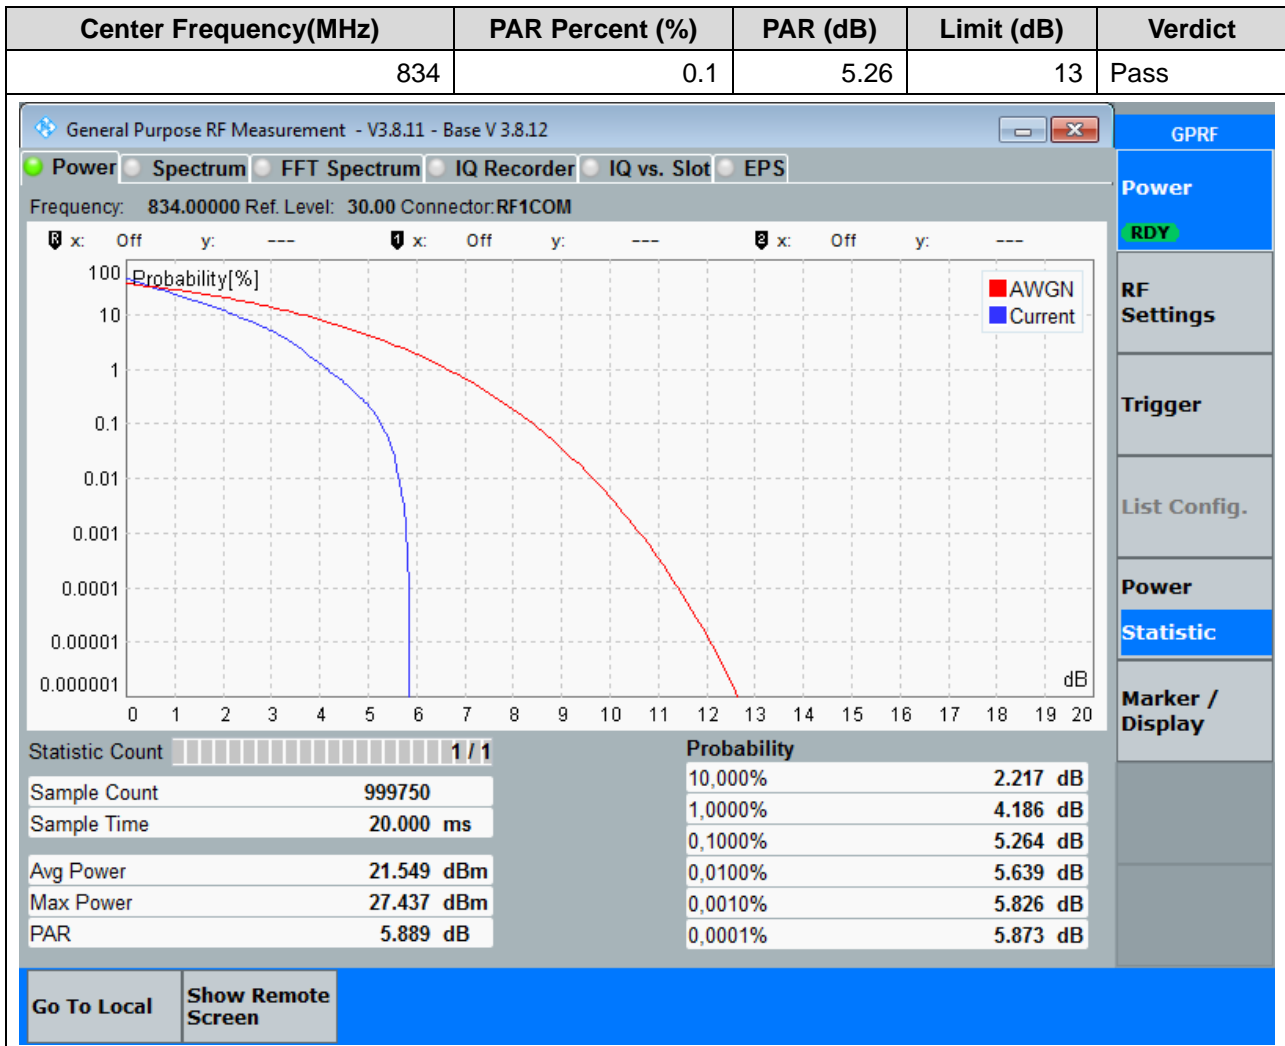 Center Frequency(MHz) PAR Percent (%) PAR (dB) Limit (dB) Verdict
834 0.1 5.26 13 Pass
General Purpose RF Measurement - V3.8.11 - Base V 3.8.12
GPRF
Power Spectrum FFT Spectrum IQ Recorder IQ vs. Slot EPS
Power
RDY
Frequency: 834.00000 Ref. Level: 30.00 Connector: RF1COM
R x: Off y: --- 1 x: Off y: --- 2 x: Off y: ---
100 Probability[%]
AWGN
Current
10
1
0.1
0.01
0.001
0.0001
0.00001
0.000001
dB
0 1 2 3 4 5 6 7 8 9 10 11 12 13 14 15 16 17 18 19 20
RF
Settings
Trigger
List Config.
Power
Statistic
Marker /
Display
Statistic Count 1 / 1
Sample Count 999750
Sample Time 20.000 ms
Avg Power 21.549 dBm
Max Power 27.437 dBm
PAR 5.889 dB
Probability
10,000% 2.217 dB
1,0000% 4.186 dB
0,1000% 5.264 dB
0,0100% 5.639 dB
0,0010% 5.826 dB
0,0001% 5.873 dB
Go To Local
Show Remote
Screen